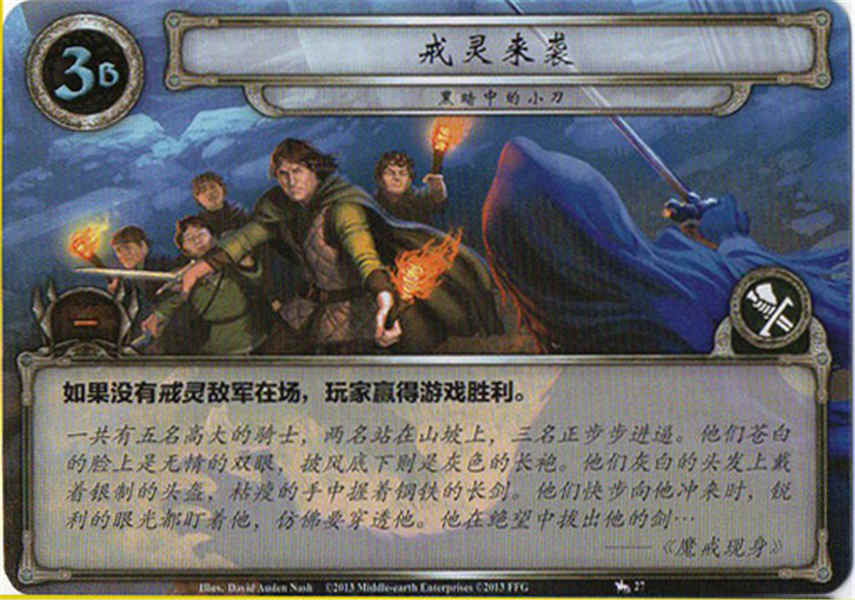 3B
戒灵来袭
黑暗中的小刀
–
如果没有戒灵敌军在场，玩家赢得游戏胜利。
一共有五名高大的骑士，两名站在山坡上，三名正步步进逼。他们苍白
的脸上是无情的双眼，披风底下则是灰色的长袍。他们灰白的头发上戴
着银制的头盔，枯瘦的手中握着钢铁的长剑。他们快步向他冲来时，锐
利的眼光都盯着他，仿佛要穿透他。他在绝望中拔出他的剑…
——《魔戒现身》
Illus. David Auden Nash ©2013 Middle-earth Enterprises ©2013 FFG 27